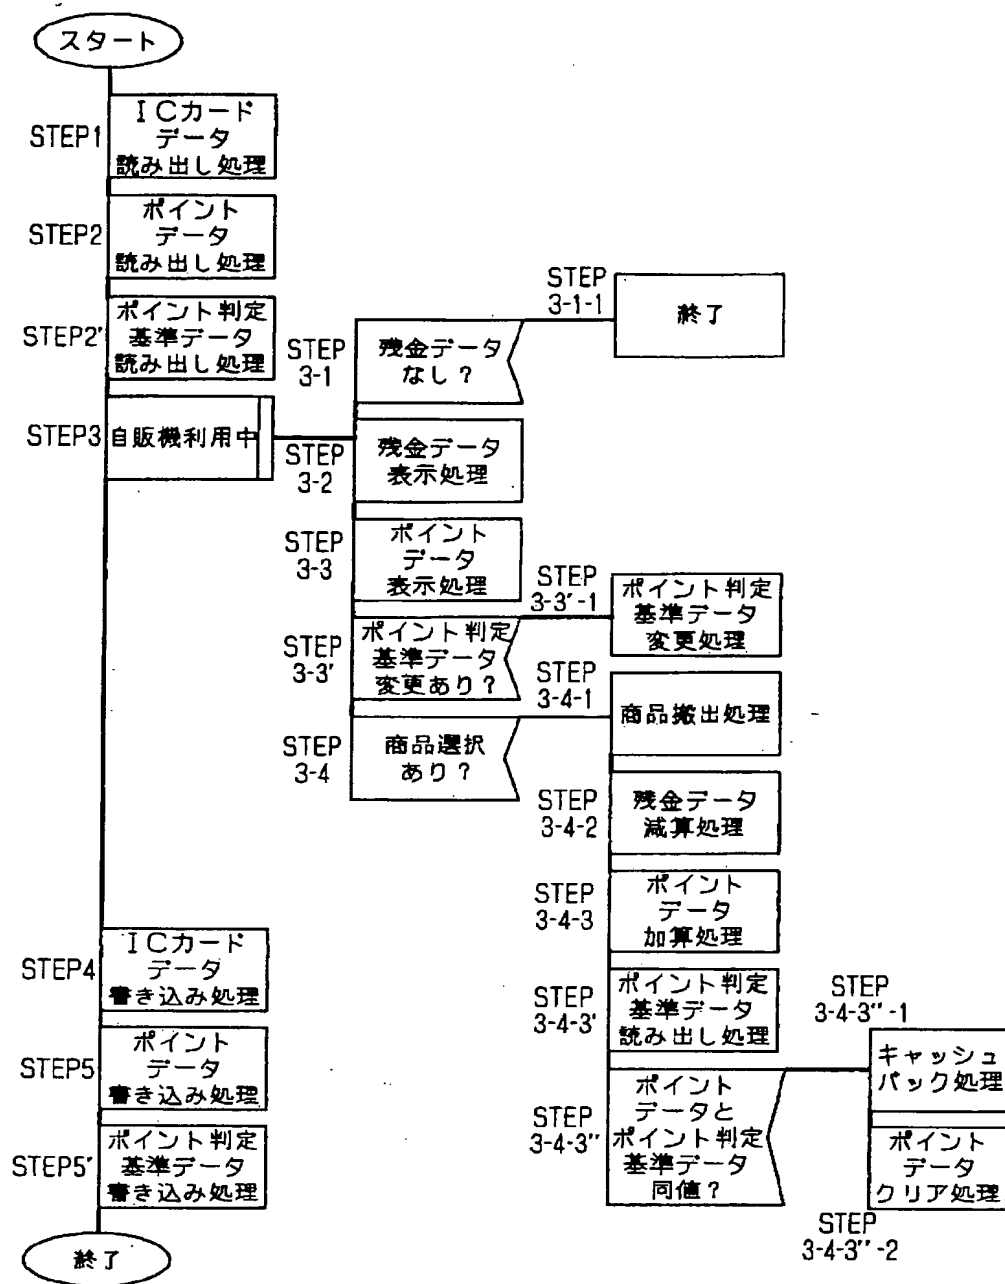 スタート
STEP1
ICカード
データ
読み出し処理
STEP2
ポイント
データ
読み出し処理
STEP2'
ポイント判定
基準データ
読み出し処理
STEP3
自販機利用中
STEP
3-1
残金データ
なし?
STEP
3-1-1
終了
STEP
3-2
残金データ
表示処理
STEP
3-3
ポイント
データ
表示処理
STEP
3-3'
ポイント判定
基準データ
変更あり?
STEP
3-3'-1
ポイント判定
基準データ
変更処理
STEP
3-4
商品選択
あり?
STEP
3-4-1
商品搬出処理
STEP
3-4-2
残金データ
減算処理
STEP
3-4-3
ポイント
データ
加算処理
STEP
3-4-3'
ポイント判定
基準データ
読み出し処理
STEP
3-4-3''
ポイント
データと
ポイント判定
基準データ
同値?
STEP
3-4-3''-1
キャッシュ
バック処理
ポイント
データ
クリア処理
STEP
3-4-3''-2
STEP4
ICカード
データ
書き込み処理
STEP5
ポイント
データ
書き込み処理
STEP5'
ポイント判定
基準データ
書き込み処理
終了